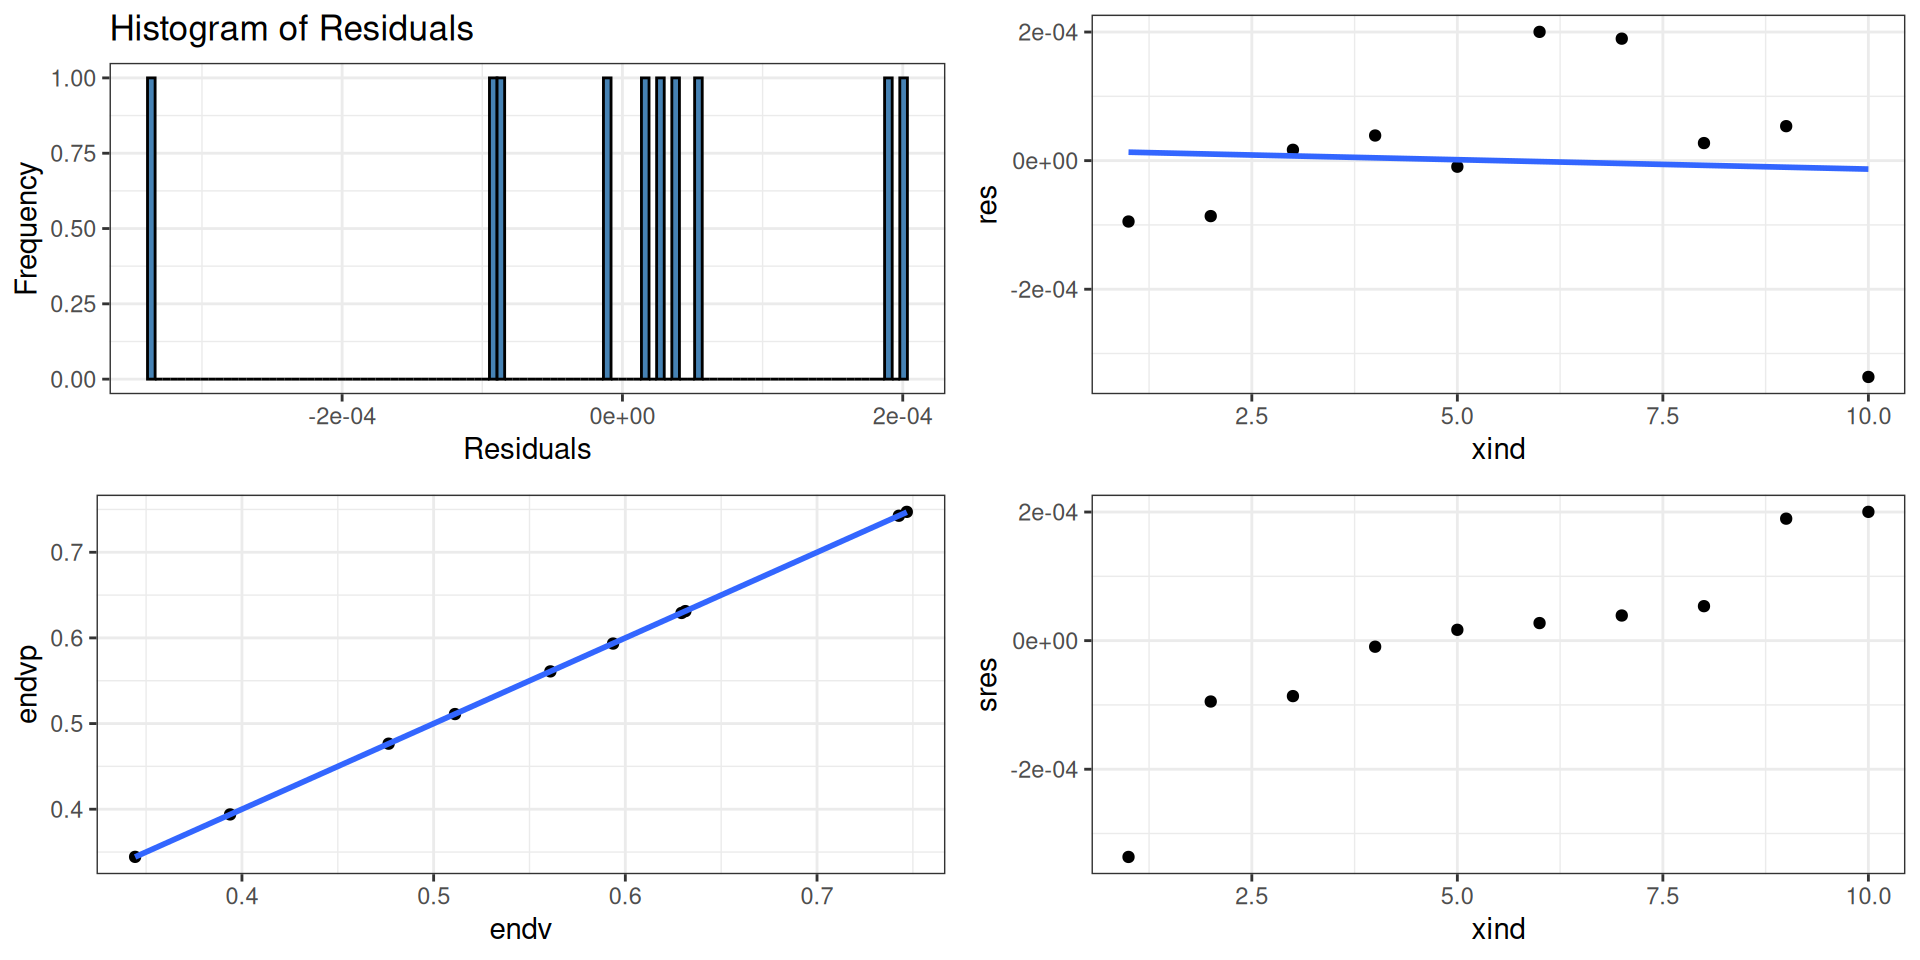 Histogram of Residuals
1.00
0.75
0.50
0.25
0.00
Frequency
-2e-04 0e+00 2e-04
Residuals
2e-04
0e+00
-2e-04
res
2.5 5.0 7.5 10.0
xind
0.7
0.6
0.5
0.4
endvp
0.4 0.5 0.6 0.7
endv
2e-04
0e+00
-2e-04
sres
2.5 5.0 7.5 10.0
xind